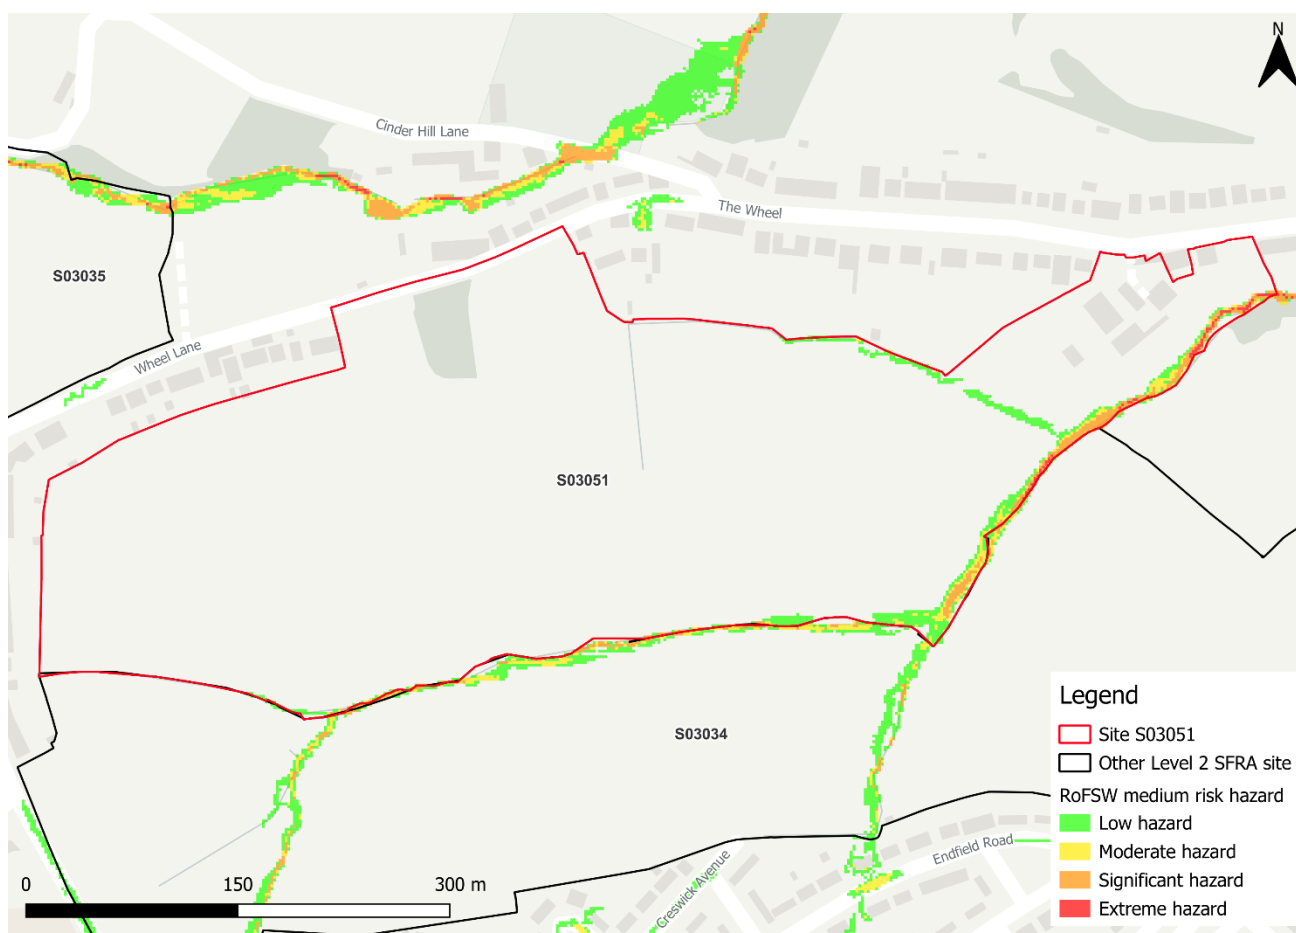 N
Cinder Hill Lane
The Wheel
S03035
Wheel Lane
S03051
S03034
Endfield Road
Creswick Avenue
0 150 300 m
Legend
Site S03051
Other Level 2 SFRA site
RoFSW medium risk hazard
Low hazard
Moderate hazard
Significant hazard
Extreme hazard